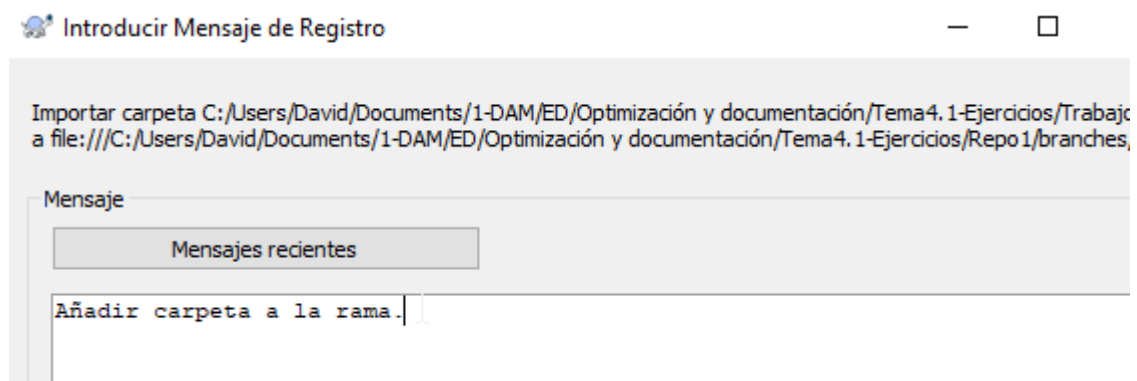 Introducir Mensaje de Registro
Importar carpeta C:/Users/David/Documents/1-DAM/ED/Optimización y documentación/Tema4.1-Ejercicios/Trabajo
a file:///C:/Users/David/Documents/1-DAM/ED/Optimización y documentación/Tema4.1-Ejercicios/Repo1/branches/
Mensaje
Mensajes recientes
Añadir carpeta a la rama.